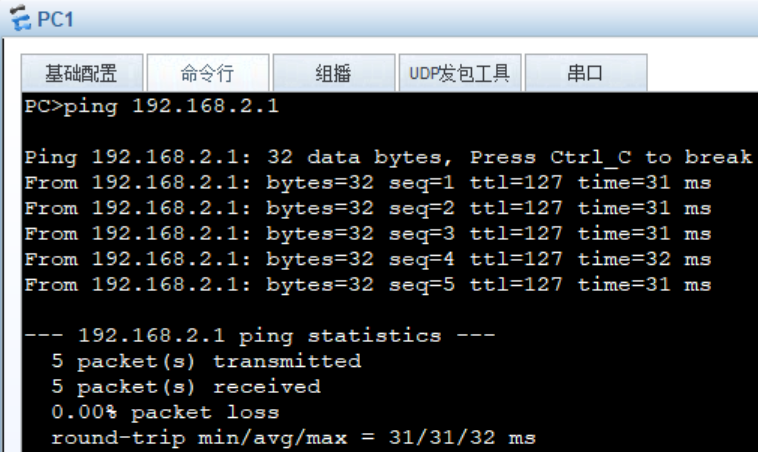 PC1
基础配置 命令行 组播 UDP发包工具 串口
PC>ping 192.168.2.1
Ping 192.168.2.1: 32 data bytes, Press Ctrl_C to break
From 192.168.2.1: bytes=32 seq=1 ttl=127 time=31 ms
From 192.168.2.1: bytes=32 seq=2 ttl=127 time=31 ms
From 192.168.2.1: bytes=32 seq=3 ttl=127 time=31 ms
From 192.168.2.1: bytes=32 seq=4 ttl=127 time=32 ms
From 192.168.2.1: bytes=32 seq=5 ttl=127 time=31 ms
--- 192.168.2.1 ping statistics ---
5 packet(s) transmitted
5 packet(s) received
0.00% packet loss
round-trip min/avg/max = 31/31/32 ms